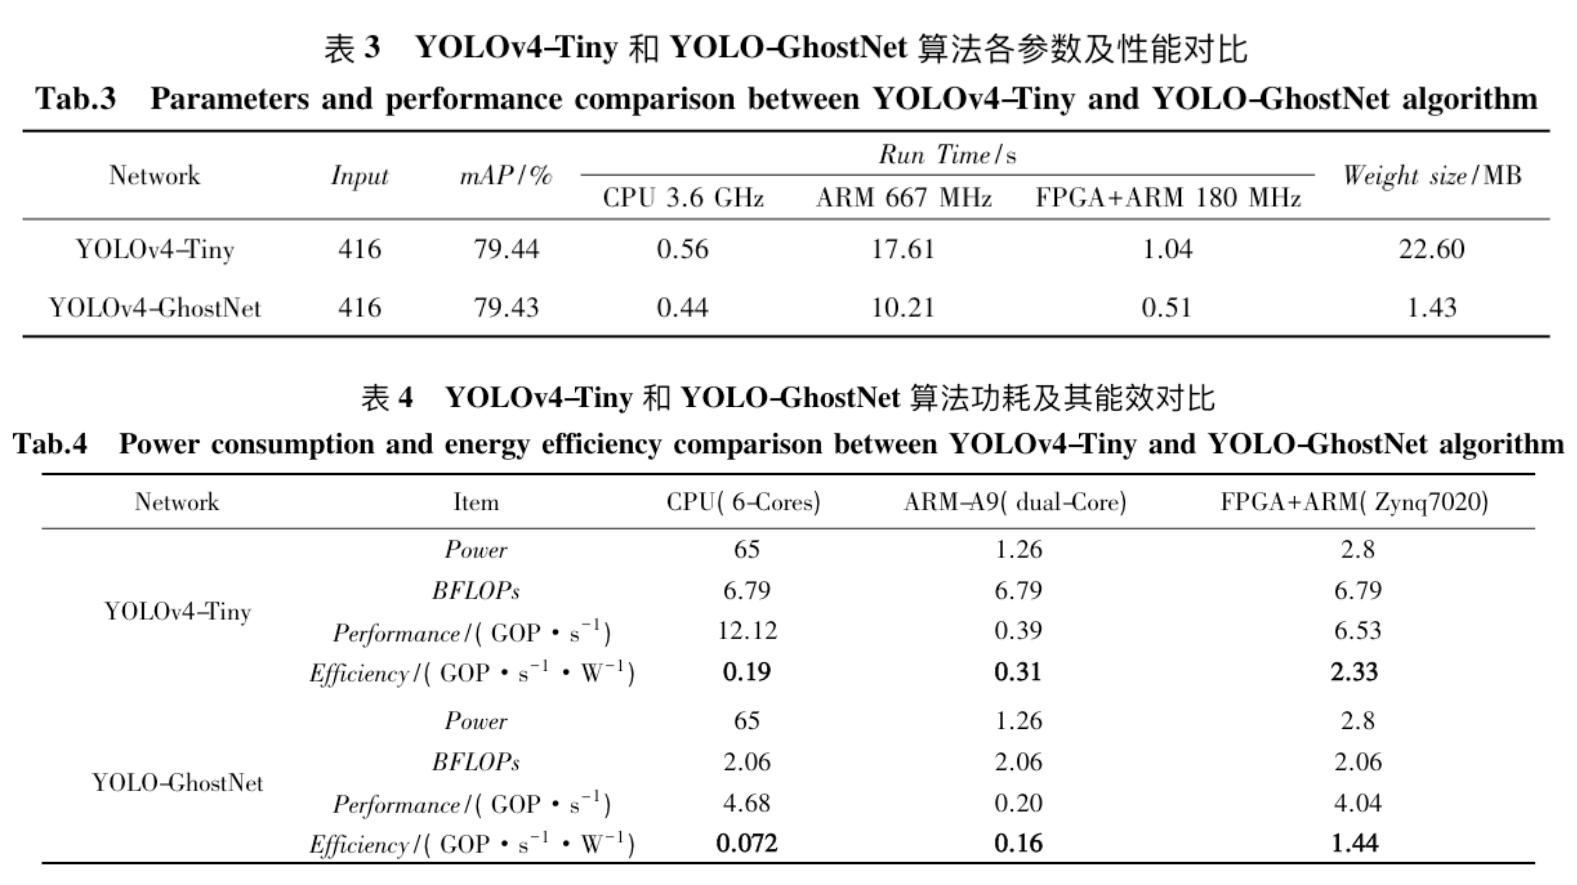 表 3 YOLOv4-Tiny 和 YOLO-GhostNet 算法各参数及性能对比
Tab.3 Parameters and performance comparison between YOLOv4-Tiny and YOLO-GhostNet algorithm
Network Input mAP/% Run Time/s Weight size/MB
CPU 3.6 GHz ARM 667 MHz FPGA+ARM 180 MHz
YOLOv4-Tiny 416 79.44 0.56 17.61 1.04 22.60
YOLOv4-GhostNet 416 79.43 0.44 10.21 0.51 1.43
表 4 YOLOv4-Tiny 和 YOLO-GhostNet 算法功耗及其能效对比
Tab.4 Power consumption and energy efficiency comparison between YOLOv4-Tiny and YOLO-GhostNet algorithm
Network Item CPU( 6-Cores) ARM-A9( dual-Core) FPGA+ARM( Zynq7020)
YOLOv4-Tiny
Power 65 1.26 2.8
BFLOPs 6.79 6.79 6.79
Performance/( GOP·s⁻¹) 12.12 0.39 6.53
Efficiency/( GOP·s⁻¹·W⁻¹) 0.19 0.31 2.33
YOLO-GhostNet
Power 65 1.26 2.8
BFLOPs 2.06 2.06 2.06
Performance/( GOP·s⁻¹) 4.68 0.20 4.04
Efficiency/( GOP·s⁻¹·W⁻¹) 0.072 0.16 1.44